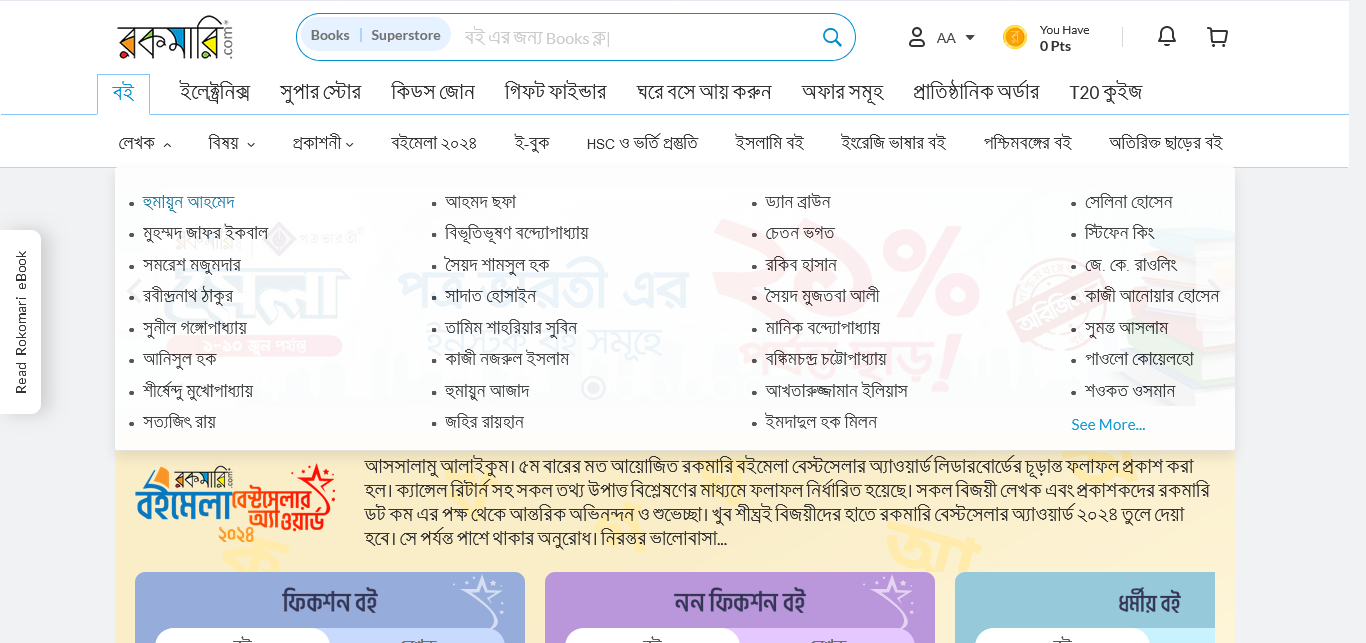 রকমারি.com
Books | Superstore
বই এর জন্য Books ক্ল|
AA
You Have
0 Pts
বই ইলেক্ট্রনিক্স সুপার স্টোর কিডস জোন গিফট ফাইন্ডার ঘরে বসে আয় করুন অফার সমূহ প্রাতিষ্ঠানিক অর্ডার T20 কুইজ
লেখক বিষয় প্রকাশনী বইমেলা ২০২৪ ই-বুক HSC ও ভর্তি প্রস্তুতি ইসলামি বই ইংরেজি ভাষার বই পশ্চিমবঙ্গের বই অতিরিক্ত ছাড়ের বই
হুমায়ূন আহমেদ
মুহম্মদ জাফর ইকবাল
সমরেশ মজুমদার
রবীন্দ্রনাথ ঠাকুর
সুনীল গঙ্গোপাধ্যায়
আনিসুল হক
শীর্ষেন্দু মুখোপাধ্যায়
সত্যজিৎ রায়
আহমদ ছফা
বিভূতিভূষণ বন্দ্যোপাধ্যায়
সৈয়দ শামসুল হক
সাদাত হোসাইন
তামিম শাহরিয়ার সুবিন
কাজী নজরুল ইসলাম
হুমায়ুন আজাদ
জহির রায়হান
ড্যান ব্রাউন
চেতন ভগত
রকিব হাসান
সৈয়দ মুজতবা আলী
মানিক বন্দ্যোপাধ্যায়
বঙ্কিমচন্দ্র চট্টোপাধ্যায়
আখতারুজ্জামান ইলিয়াস
ইমদাদুল হক মিলন
সেলিনা হোসেন
স্টিফেন কিং
জে. কে. রাওলিং
কাজী আনোয়ার হোসেন
সুমন্ত আসলাম
পাওলো কোয়েলহো
শওকত ওসমান
See More...
২১%
পর্যন্ত ছাড়!
১-১০ জুন পর্যন্ত
Read Rokomari eBook
রকমারি.com
বইমেলা বেস্টসেলার
অ্যাওয়ার্ড
২০২৪
আসসালামু আলাইকুম। ৫ম বারের মত আয়োজিত রকমারি বইমেলা বেস্টসেলার অ্যাওয়ার্ড লিডারবোর্ডের চূড়ান্ত ফলাফল প্রকাশ করা
হল। ক্যান্সেল রিটার্ন সহ সকল তথ্য উপাত্ত বিশ্লেষণের মাধ্যমে ফলাফল নির্ধারিত হয়েছে। সকল বিজয়ী লেখক এবং প্রকাশকদের রকমারি
ডট কম এর পক্ষ থেকে আন্তরিক অভিনন্দন ও শুভেচ্ছা। খুব শীঘ্রই বিজয়ীদের হাতে রকমারি বেস্টসেলার অ্যাওয়ার্ড ২০২৪ তুলে দেয়া
হবে। সে পর্যন্ত পাশে থাকার অনুরোধ। নিরন্তর ভালোবাসা...
ফিকশন বই
নন ফিকশন বই
ধর্মীয় বই